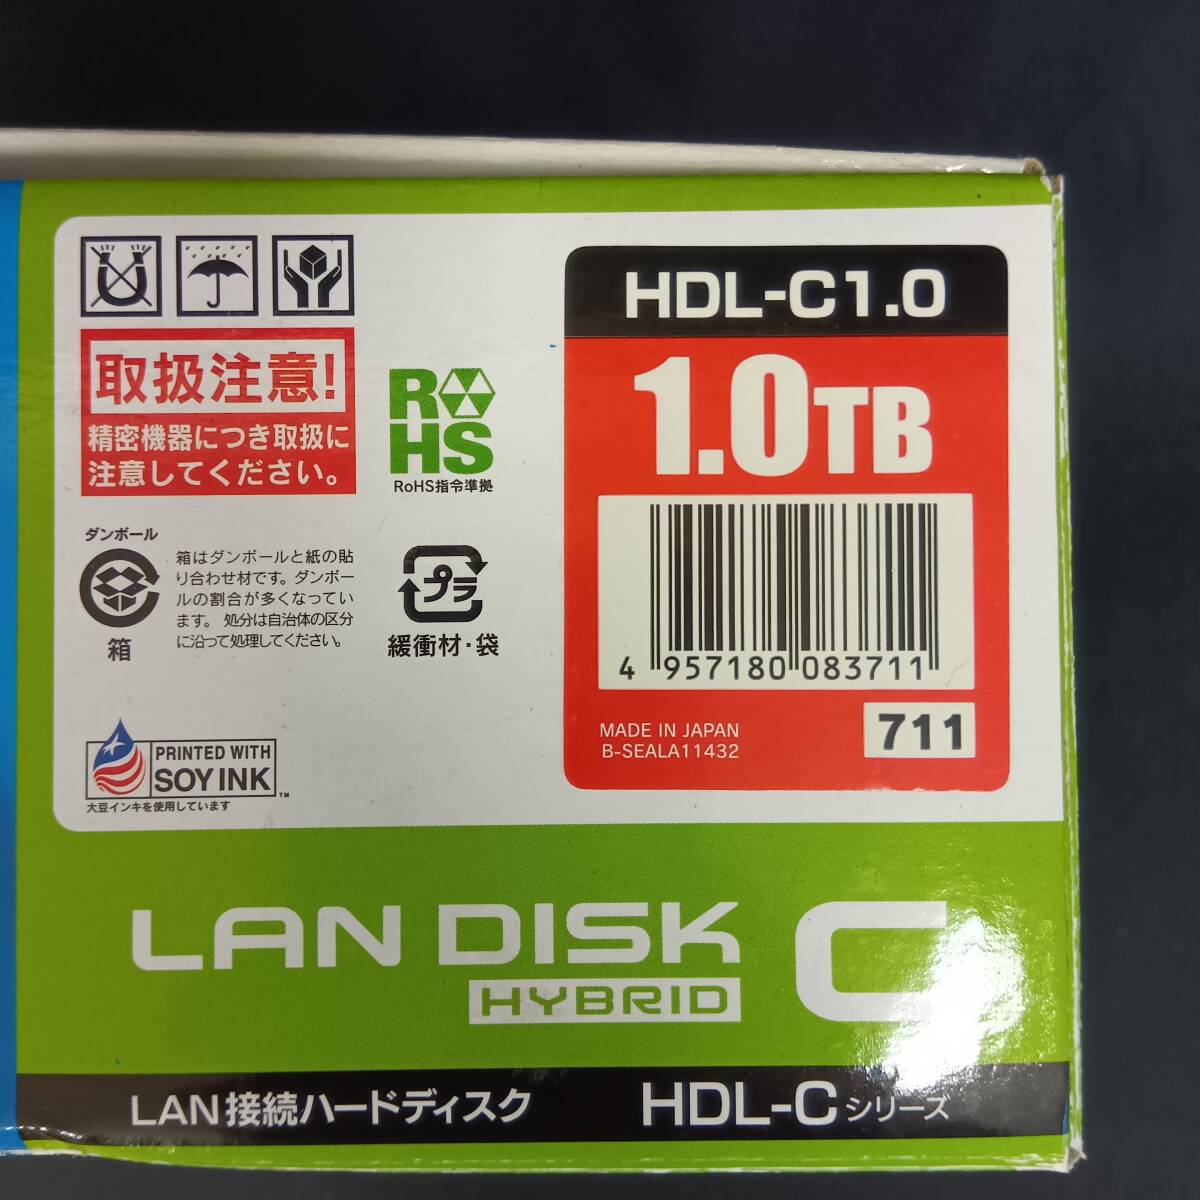 取扱注意!
精密機器につき取扱に
注意してください。
RoHS
RoHS指令準拠
ダンボール
箱
箱はダンボールと紙の貼
り合わせ材です。ダンボー
ルの割合が多くなってい
ます。 処分は自治体の区分
に沿って処理してください。
プラ
緩衝材・袋
PRINTED WITH
SOY INK™
大豆インキを使用しています
HDL-C1.0
1.0TB
4 957180 083711
MADE IN JAPAN
B-SEALA11432
711
LAN DISK C
HYBRID
LAN接続ハードディスク HDL-Cシリーズ